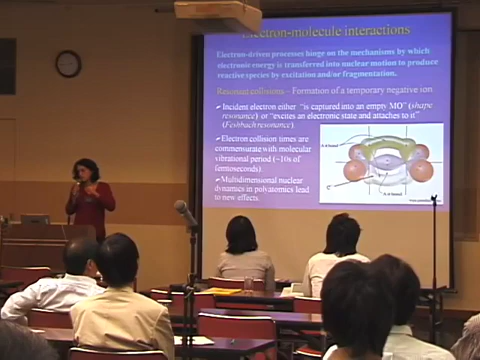 Electron-molecule interactions
Electron-driven processes hinge on the mechanisms by which
electronic energy is transferred into nuclear motion to produce
reactive species by excitation and/or fragmentation.
Resonant collisions – Formation of a temporary negative ion
Incident electron either "is captured into an empty MO" (shape
resonance) or "excites an electronic state and attaches to it"
(Feshbach resonance).
Electron collision times are
commensurate with molecular
vibrational period (~10s of
femtoseconds).
Multidimensional nuclear
dynamics in polyatomics lead
to new effects.